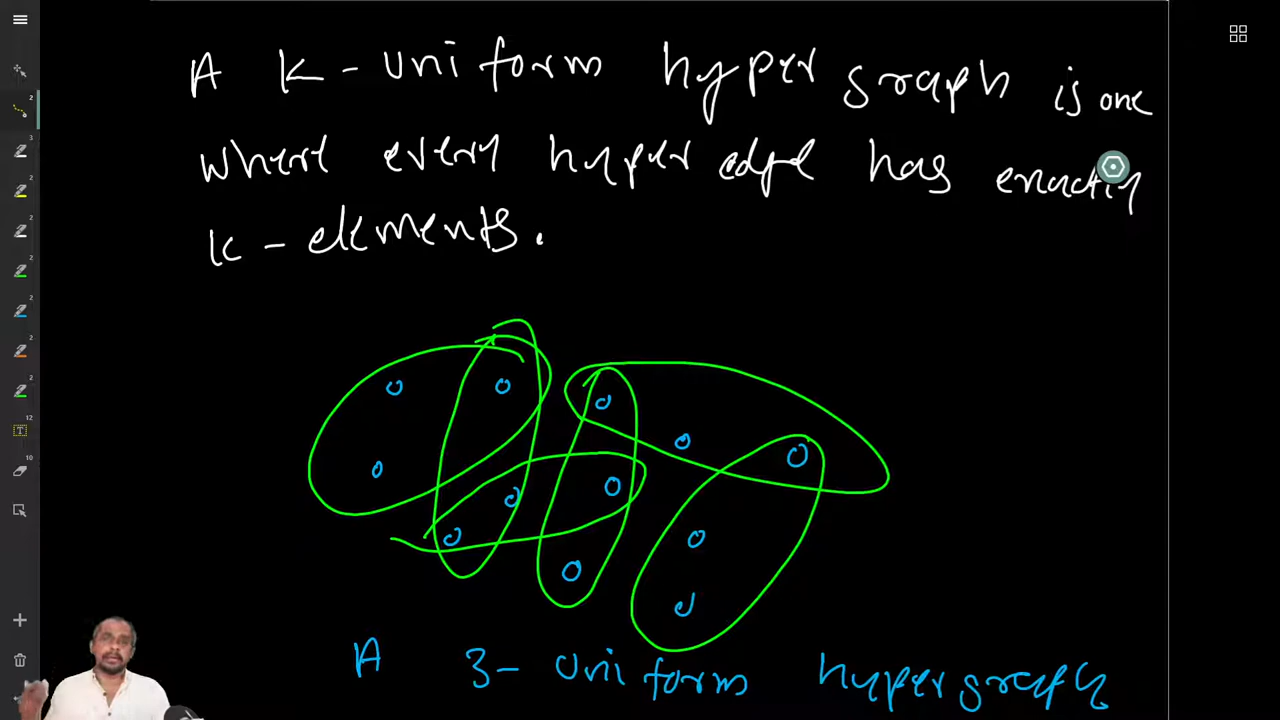 A k-uniform hypergraph is one
where every hyperedge has exactly
k-elements.
A 3-uniform hypergraph